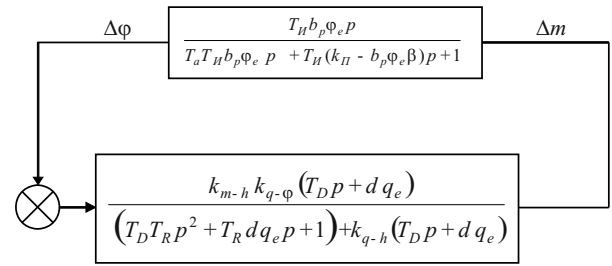 Δφ
T_И b_p φ_e p
T_a T_И b_p φ_e p + T_И (k_П - b_p φ_e β) p + 1
Δm
k_{m-h} k_{q-φ} (T_D p + d q_e)
(T_D T_R p² + T_R d q_e p + 1) + k_{q-h} (T_D p + d q_e)